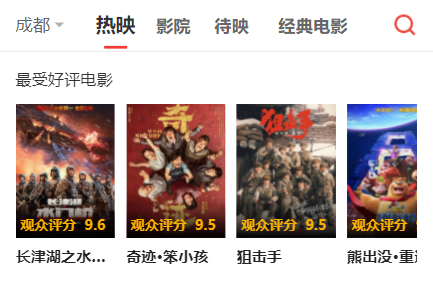 成都
热映 影院 待映 经典电影
最受好评电影
奇
狙击手
观众评分 9.6 观众评分 9.5 观众评分 9.5 观众评分
长津湖之水... 奇迹•笨小孩 狙击手 熊出没•重